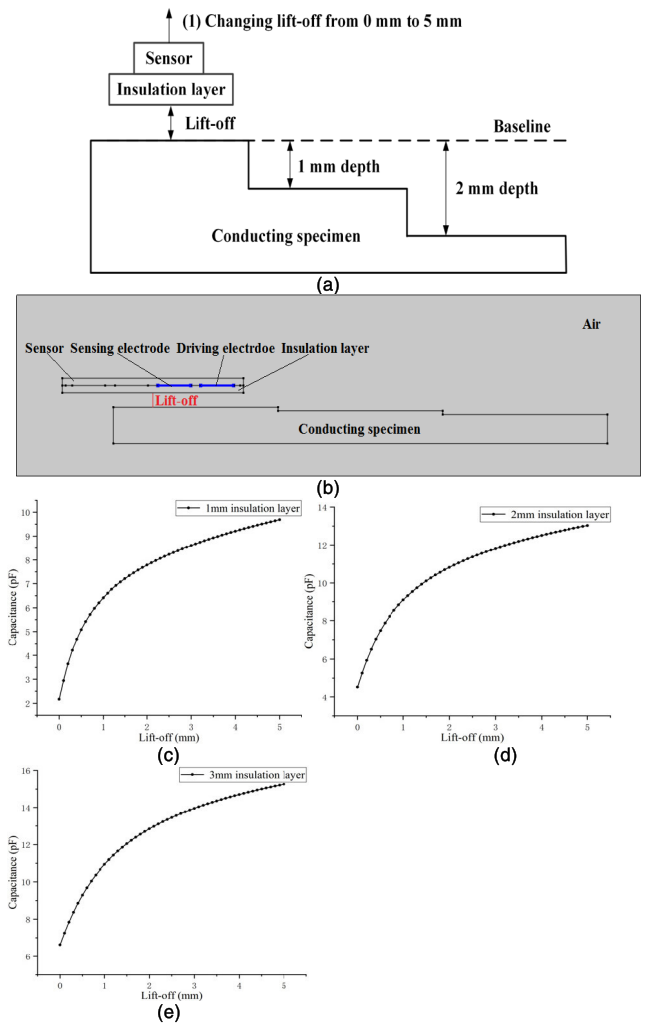 (1) Changing lift-off from 0 mm to 5 mm
Sensor
Insulation layer
Lift-off
Baseline
1 mm depth
2 mm depth
Conducting specimen
(a)
Air
Sensor Sensing electrode Driving electrdoe Insulation layer
Lift-off
Conducting specimen
(b)
1mm insulation layer
Capacitance (pF)
10
9
8
7
6
5
4
3
2
0 1 2 3 4 5
Lift-off (mm)
(c)
2mm insulation layer
Capacitance (pF)
14
12
10
8
6
4
0 1 2 3 4 5
Lift-off (mm)
(d)
3mm insulation layer
Capacitance (pF)
16
14
12
10
8
6
0 1 2 3 4 5
Lift-off (mm)
(e)